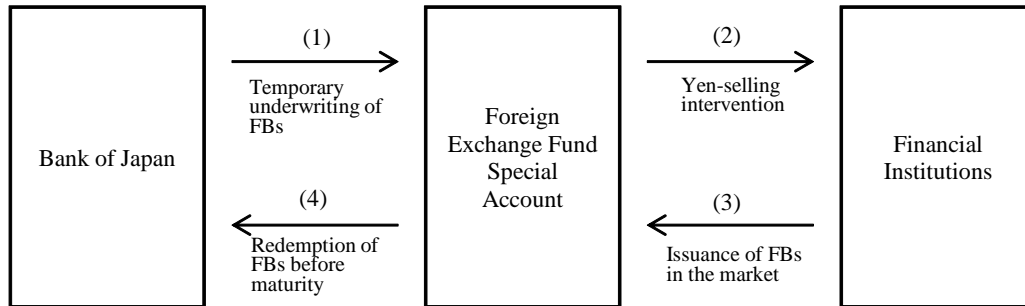 Bank of Japan
(1)
Temporary
underwriting of
FBs
(4)
Redemption of
FBs before
maturity
Foreign
Exchange Fund
Special
Account
(2)
Yen-selling
intervention
(3)
Issuance of FBs
in the market
Financial
Institutions